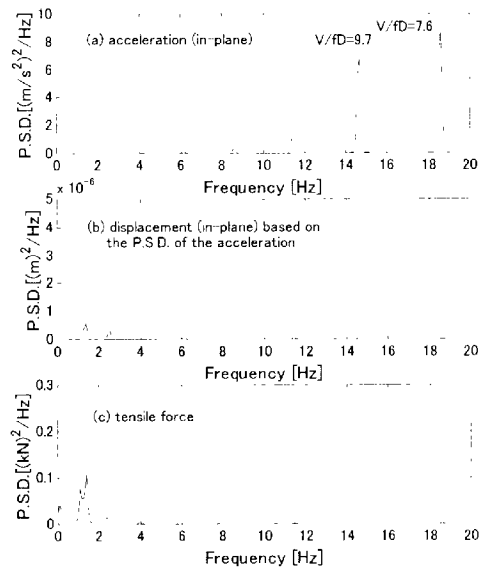 P.S.D.[(m/s²)²/Hz]
10
8
6
4
2
0
(a) acceleration (in-plane)
V/fD=9.7
V/fD=7.6
0 2 4 6 8 10 12 14 16 18 20
Frequency [Hz]
x 10⁻⁶
P.S.D.[(m)²/Hz]
5
4
3
2
1
0
(b) displacement (in-plane) based on
the P.S.D. of the acceleration
0 2 4 6 8 10 12 14 16 18 20
Frequency [Hz]
P.S.D.[(kN)²/Hz]
0.3
0.2
0.1
0
(c) tensile force
0 2 4 6 8 10 12 14 16 18 20
Frequency [Hz]